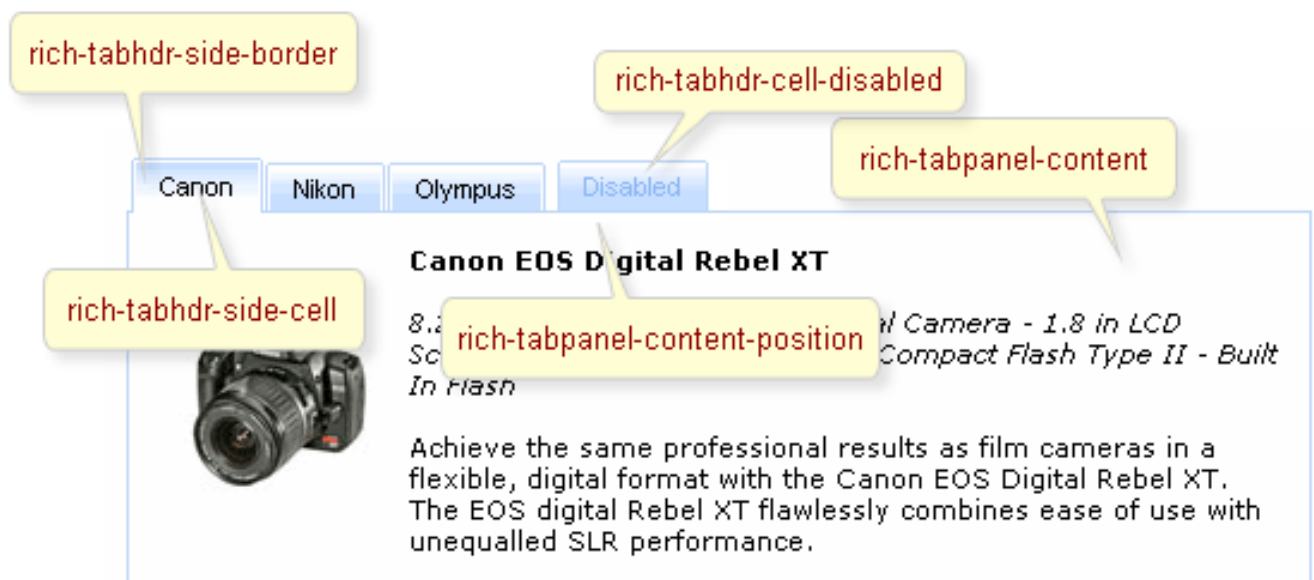 rich-tabhdr-side-border
rich-tabhdr-cell-disabled
rich-tabpanel-content
Canon
Nikon
Olympus
Disabled
Canon EOS Digital Rebel XT
rich-tabhdr-side-cell
rich-tabpanel-content-position
8. Camera - 1.8 in LCD
Compact Flash Type II - Built
In Flash
Achieve the same professional results as film cameras in a
flexible, digital format with the Canon EOS Digital Rebel XT.
The EOS digital Rebel XT flawlessly combines ease of use with
unequalled SLR performance.